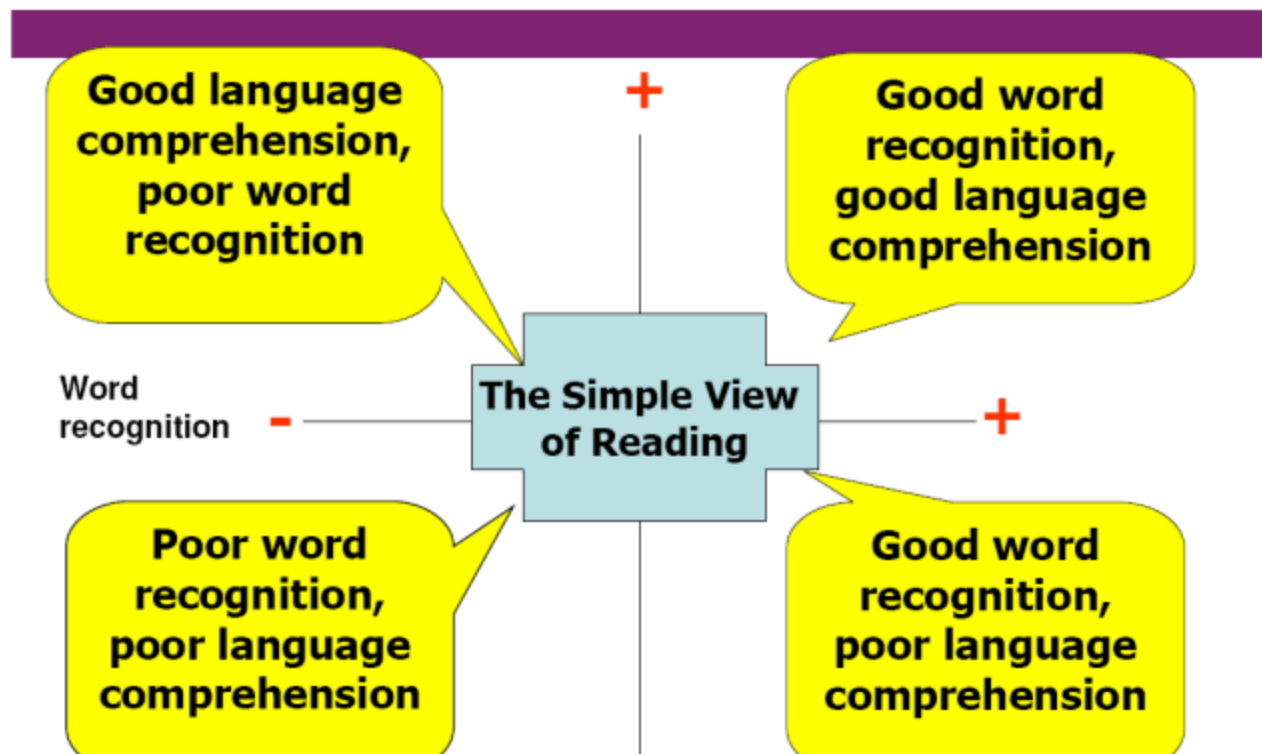 Good language
comprehension,
poor word
recognition
+
Good word
recognition,
good language
comprehension
Word
recognition
-
The Simple View
of Reading
+
Poor word
recognition,
poor language
comprehension
Good word
recognition,
poor language
comprehension